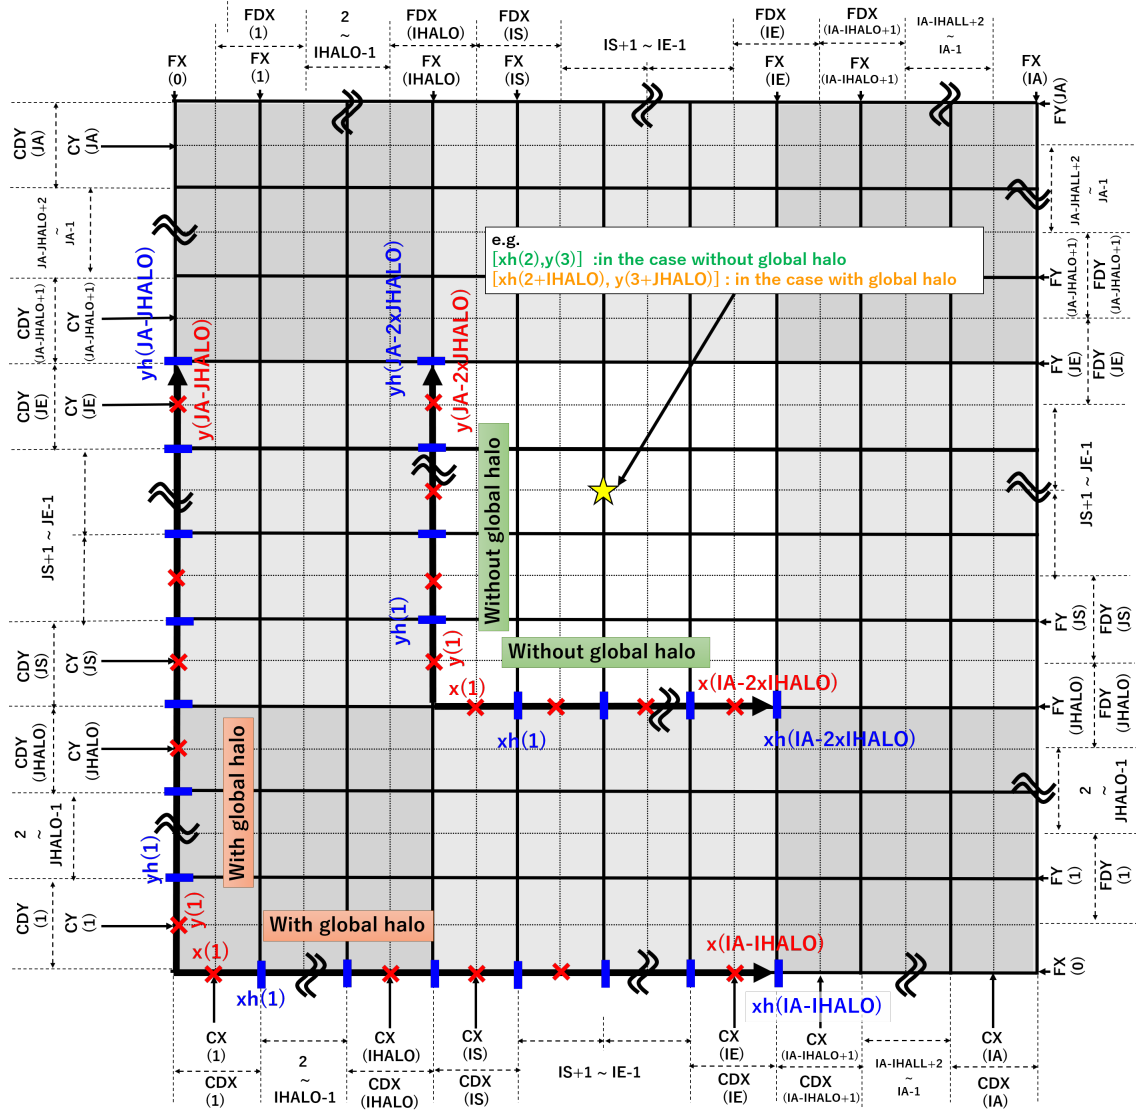 FDX
(1)
2
~
IHALO-1
FDX
(IHALO)
FDX
(IS)
IS+1 ~ IE-1
FDX
(IE)
FDX
(IA-IHALO+1)
IA-IHALL+2
~
IA-1
FX
(0)
FX
(1)
FX
(IHALO)
FX
(IS)
FX
(IE)
FX
(IA-IHALO+1)
FX
(IA)
CDY
(JA)
CY
(JA)
JA-JHALO+2
~
JA-1
CDY
(JA-JHALO+1)
CY
(JA-JHALO+1)
CDY
(JE)
CY
(JE)
JS+1 ~ JE-1
CDY
(JS)
CY
(JS)
CDY
(JHALO)
CY
(JHALO)
2
~
JHALO-1
CDY
(1)
CY
(1)
yh(JA-JHALO)
y(JA-JHALO)
yh(JA-2xJHALO)
y(JA-2xJHALO)
e.g.
[xh(2),y(3)] :in the case without global halo
[xh(2+IHALO), y(3+JHALO)] : in the case with global halo
Without global halo
yh(1)
y(1)
Without global halo
x(1)
x(IA-2xIHALO)
xh(1)
xh(IA-2xIHALO)
With global halo
yh(1)
y(1)
With global halo
x(1)
x(IA-IHALO)
xh(1)
xh(IA-IHALO)
FY(JA)
JA-JHALL+2
~
JA-1
FY
(JA-JHALO+1)
FDY
(JA-JHALO+1)
FY
(JE)
FDY
(JE)
JS+1 ~ JE-1
FY
(JS)
FDY
(JS)
FY
(JHALO)
FDY
(JHALO)
2
~
JHALO-1
FY
(1)
FDY
(1)
FX
(0)
CX
(1)
CX
(IHALO)
CX
(IS)
CX
(IE)
CX
(IA-IHALO+1)
CX
(IA)
CDX
(1)
2
~
IHALO-1
CDX
(IHALO)
CDX
(IS)
IS+1 ~ IE-1
CDX
(IE)
CDX
(IA-IHALO+1)
IA-IHALL+2
~
IA-1
CDX
(IA)